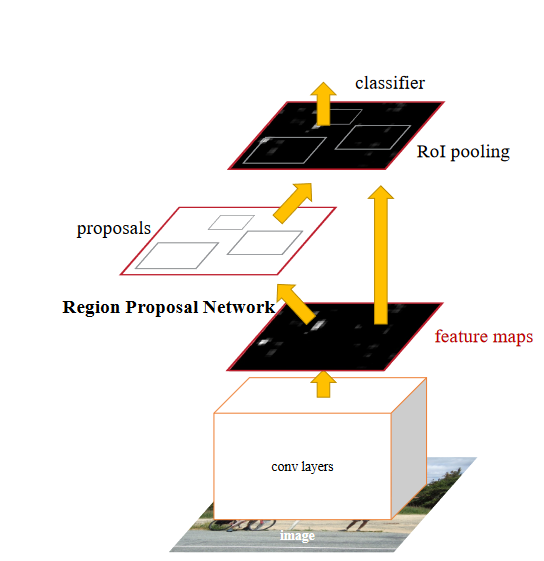 classifier
RoI pooling
proposals
Region Proposal Network
feature maps
conv layers
image